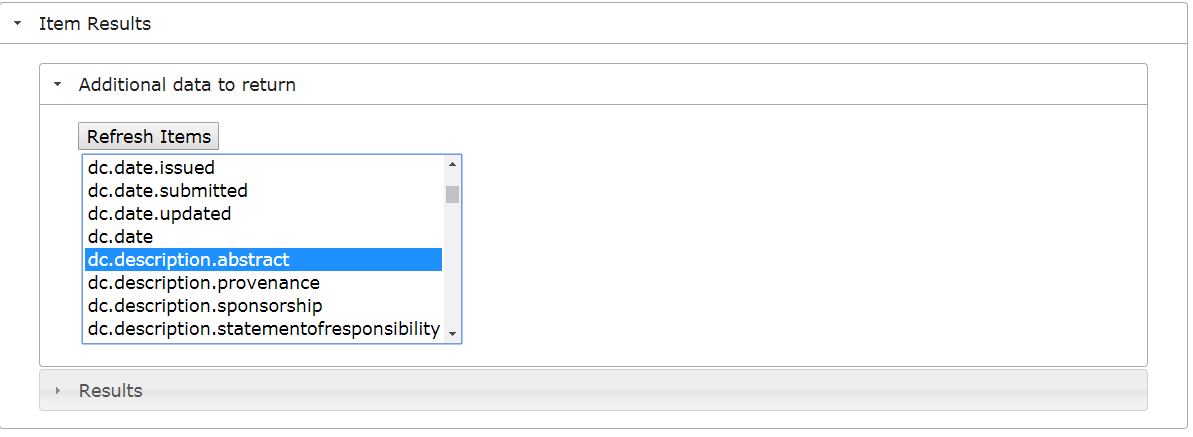 Item Results
Additional data to return
Refresh Items
dc.date.issued
dc.date.submitted
dc.date.updated
dc.date
dc.description.abstract
dc.description.provenance
dc.description.sponsorship
dc.description.statementofresponsibility
Results